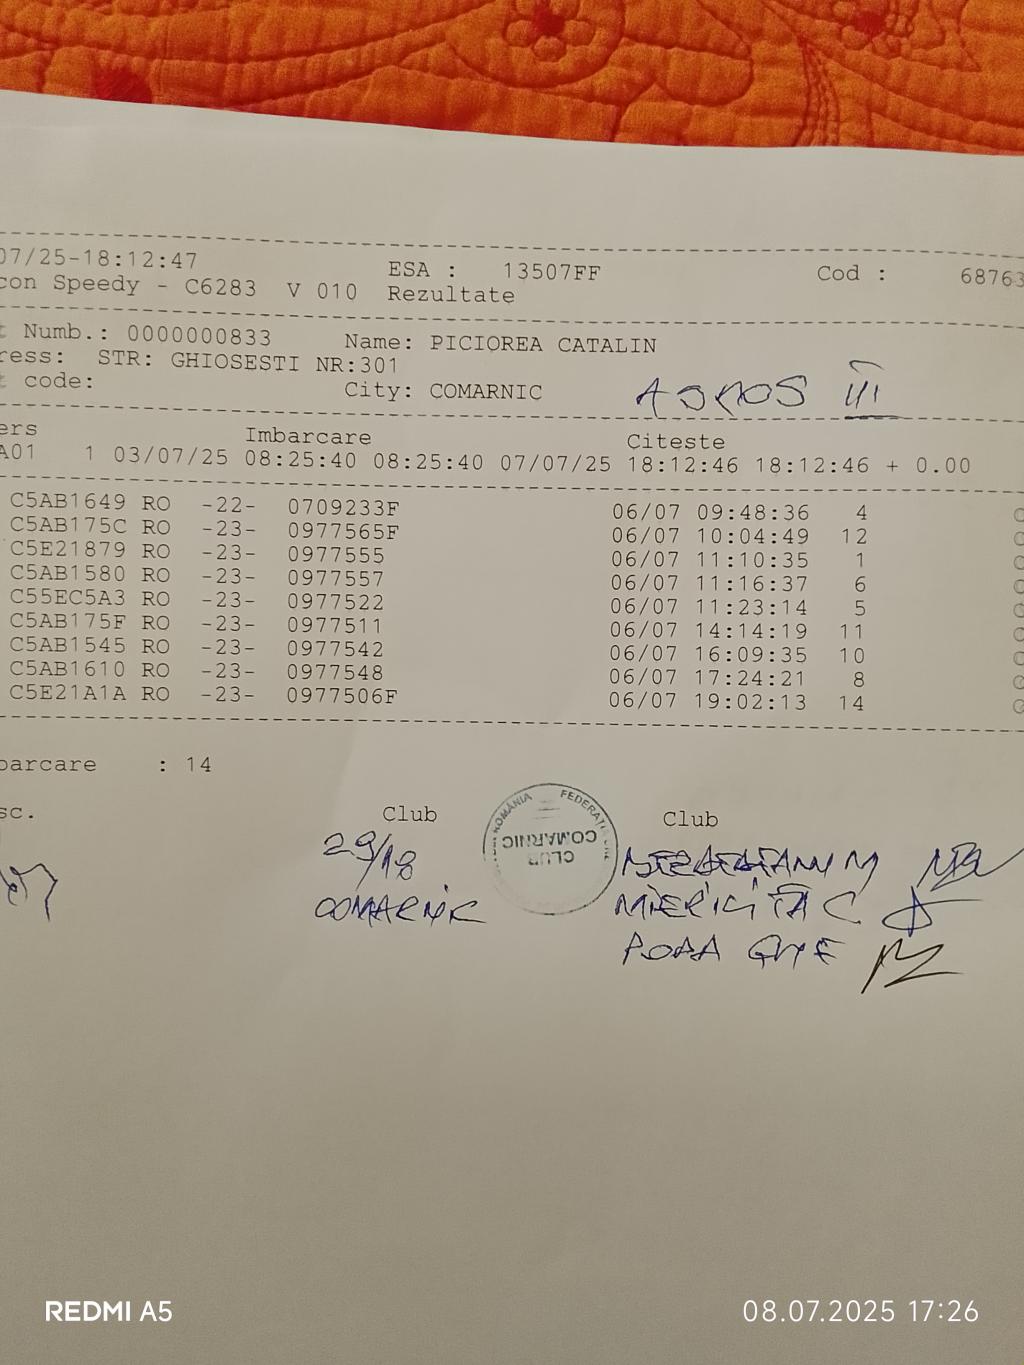 07/25-18:12:47 ESA : 13507FF Cod : 68763
con Speedy - C6283 V 010 Rezultate
t Numb.: 0000000833 Name: PICIOREA CATALIN
ress: STR: GHIOSESTI NR:301
t code: City: COMARNIC
AGROS III
ers Imbarcare Citeste
A01 1 03/07/25 08:25:40 08:25:40 07/07/25 18:12:46 18:12:46 + 0.00
C5AB1649 RO -22- 0709233F 06/07 09:48:36 4
C5AB175C RO -23- 0977565F 06/07 10:04:49 12
C5E21879 RO -23- 0977555 06/07 11:10:35 1
C5AB1580 RO -23- 0977557 06/07 11:16:37 6
C55EC5A3 RO -23- 0977522 06/07 11:23:14 5
C5AB175F RO -23- 0977511 06/07 14:14:19 11
C5AB1545 RO -23- 0977542 06/07 16:09:35 10
C5AB1610 RO -23- 0977548 06/07 17:24:21 8
C5E21A1A RO -23- 0977506F 06/07 19:02:13 14
barcare : 14
sc. Club Club
ROMÂNIA FEDERAȚI
CLUB
COMARNIC
29/18
COMARNIC
POPA GHE
REDMI A5 08.07.2025 17:26